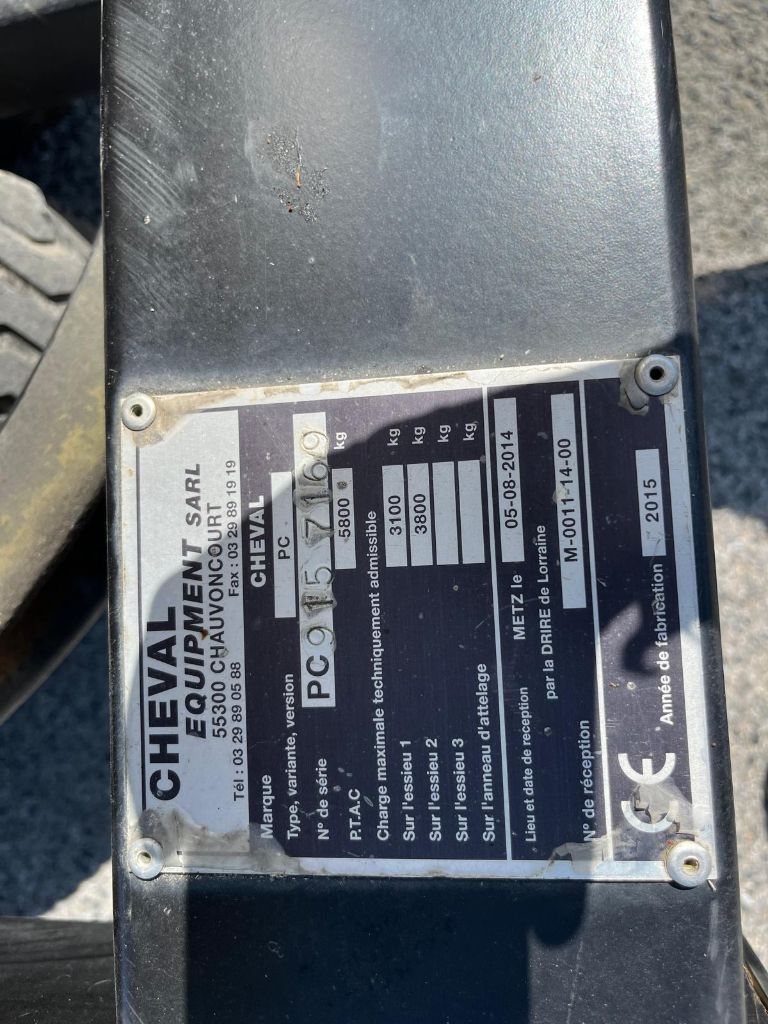 CHEVAL
EQUIPMENT SARL
55300 CHAUVONCOURT
Tél : 03 29 89 05 88 Fax : 03 29 89 19 19
Marque CHEVAL
Type, variante, version PC
N° de série PC 915 7169
P.T.A.C 5800 kg
Charge maximale techniquement admissible
Sur l'essieu 1 3100 kg
Sur l'essieu 2 3800 kg
Sur l'essieu 3 kg
Sur l'anneau d'attelage kg
Lieu et date de reception METZ le 05-08-2014
par la DRIRE de Lorraine
N° de réception M-0011-14-00
CE Année de fabrication 2015